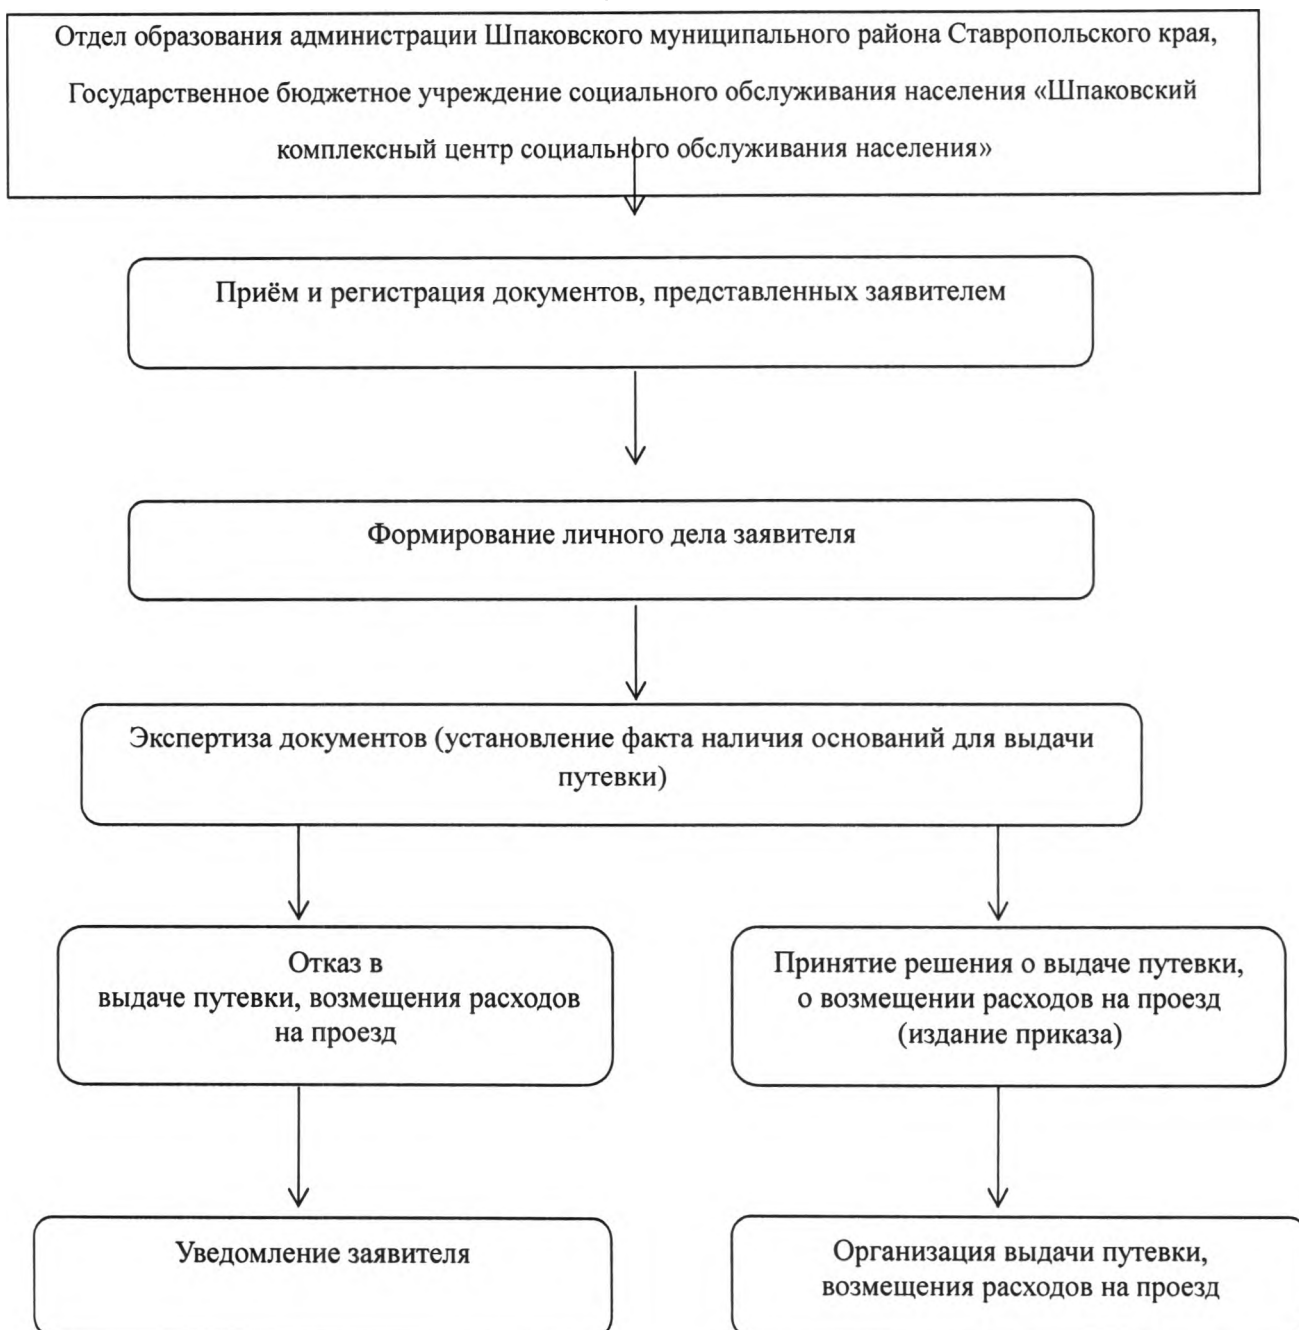 Отдел образования администрации Шпаковского муниципального района Ставропольского края,
Государственное бюджетное учреждение социального обслуживания населения «Шпаковский
комплексный центр социального обслуживания населения»
Приём и регистрация документов, представленных заявителем
Формирование личного дела заявителя
Экспертиза документов (установление факта наличия оснований для выдачи
путевки)
Отказ в
выдаче путевки, возмещения расходов
на проезд
Принятие решения о выдаче путевки,
о возмещении расходов на проезд
(издание приказа)
Уведомление заявителя
Организация выдачи путевки,
возмещения расходов на проезд